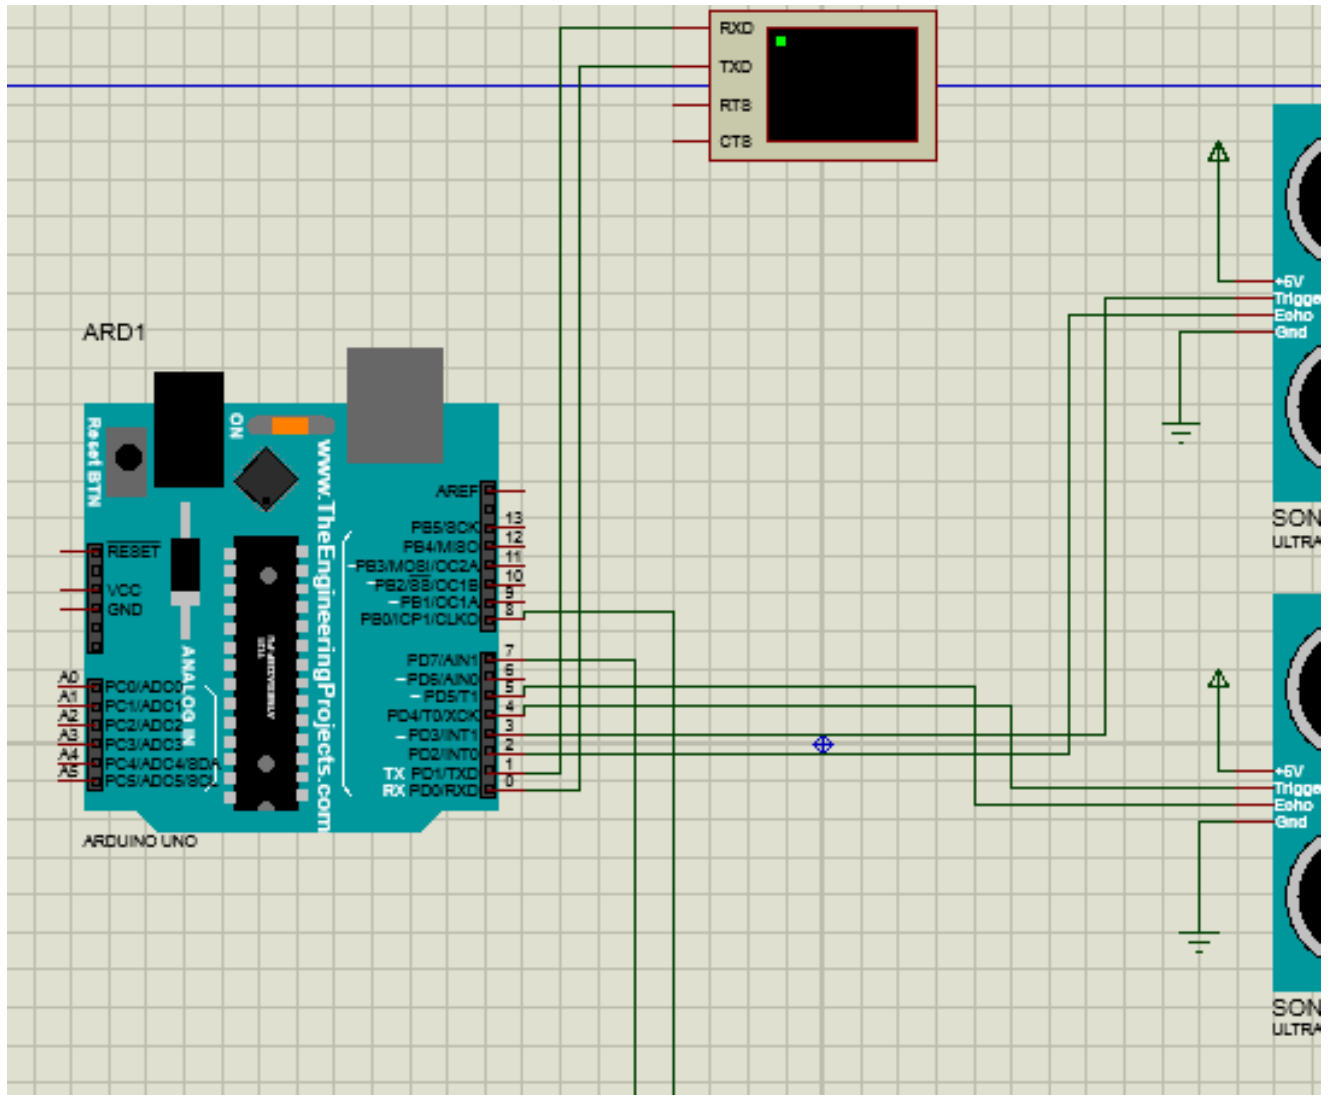 RXD
TXD
RTS
CTS
+5V
Trigge
Echo
Gnd
ARD1
Reset BTN
ON
www.TheEngineeringProjects.com
AREF
PB5/SCK 13
PB4/MISO 12
PB3/MOSI/OC2A 11
PB2/SS/OC1B 10
PB1/OC1A 9
PB0/ICP1/CLKO 8
RESET
VCC
GND
SON
ULTRA
ANALOG IN
A0 PC0/ADC0
A1 PC1/ADC1
A2 PC2/ADC2
A3 PC3/ADC3
A4 PC4/ADC4/SDA
A5 PC5/ADC5/SCL
PD7/AIN1 7
PD6/AIN0 6
PD5/T1 5
PD4/T0/XCK 4
PD3/INT1 3
PD2/INT0 2
TX PD1/TXD 1
RX PD0/RXD 0
+5V
Trigge
Echo
Gnd
ARDUINO UNO
SON
ULTRA